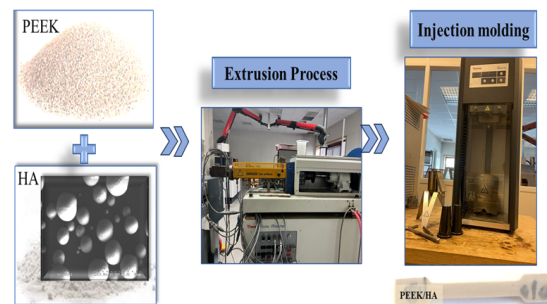 PEEK
HA
Extrusion Process
Injection molding
PEEK/HA